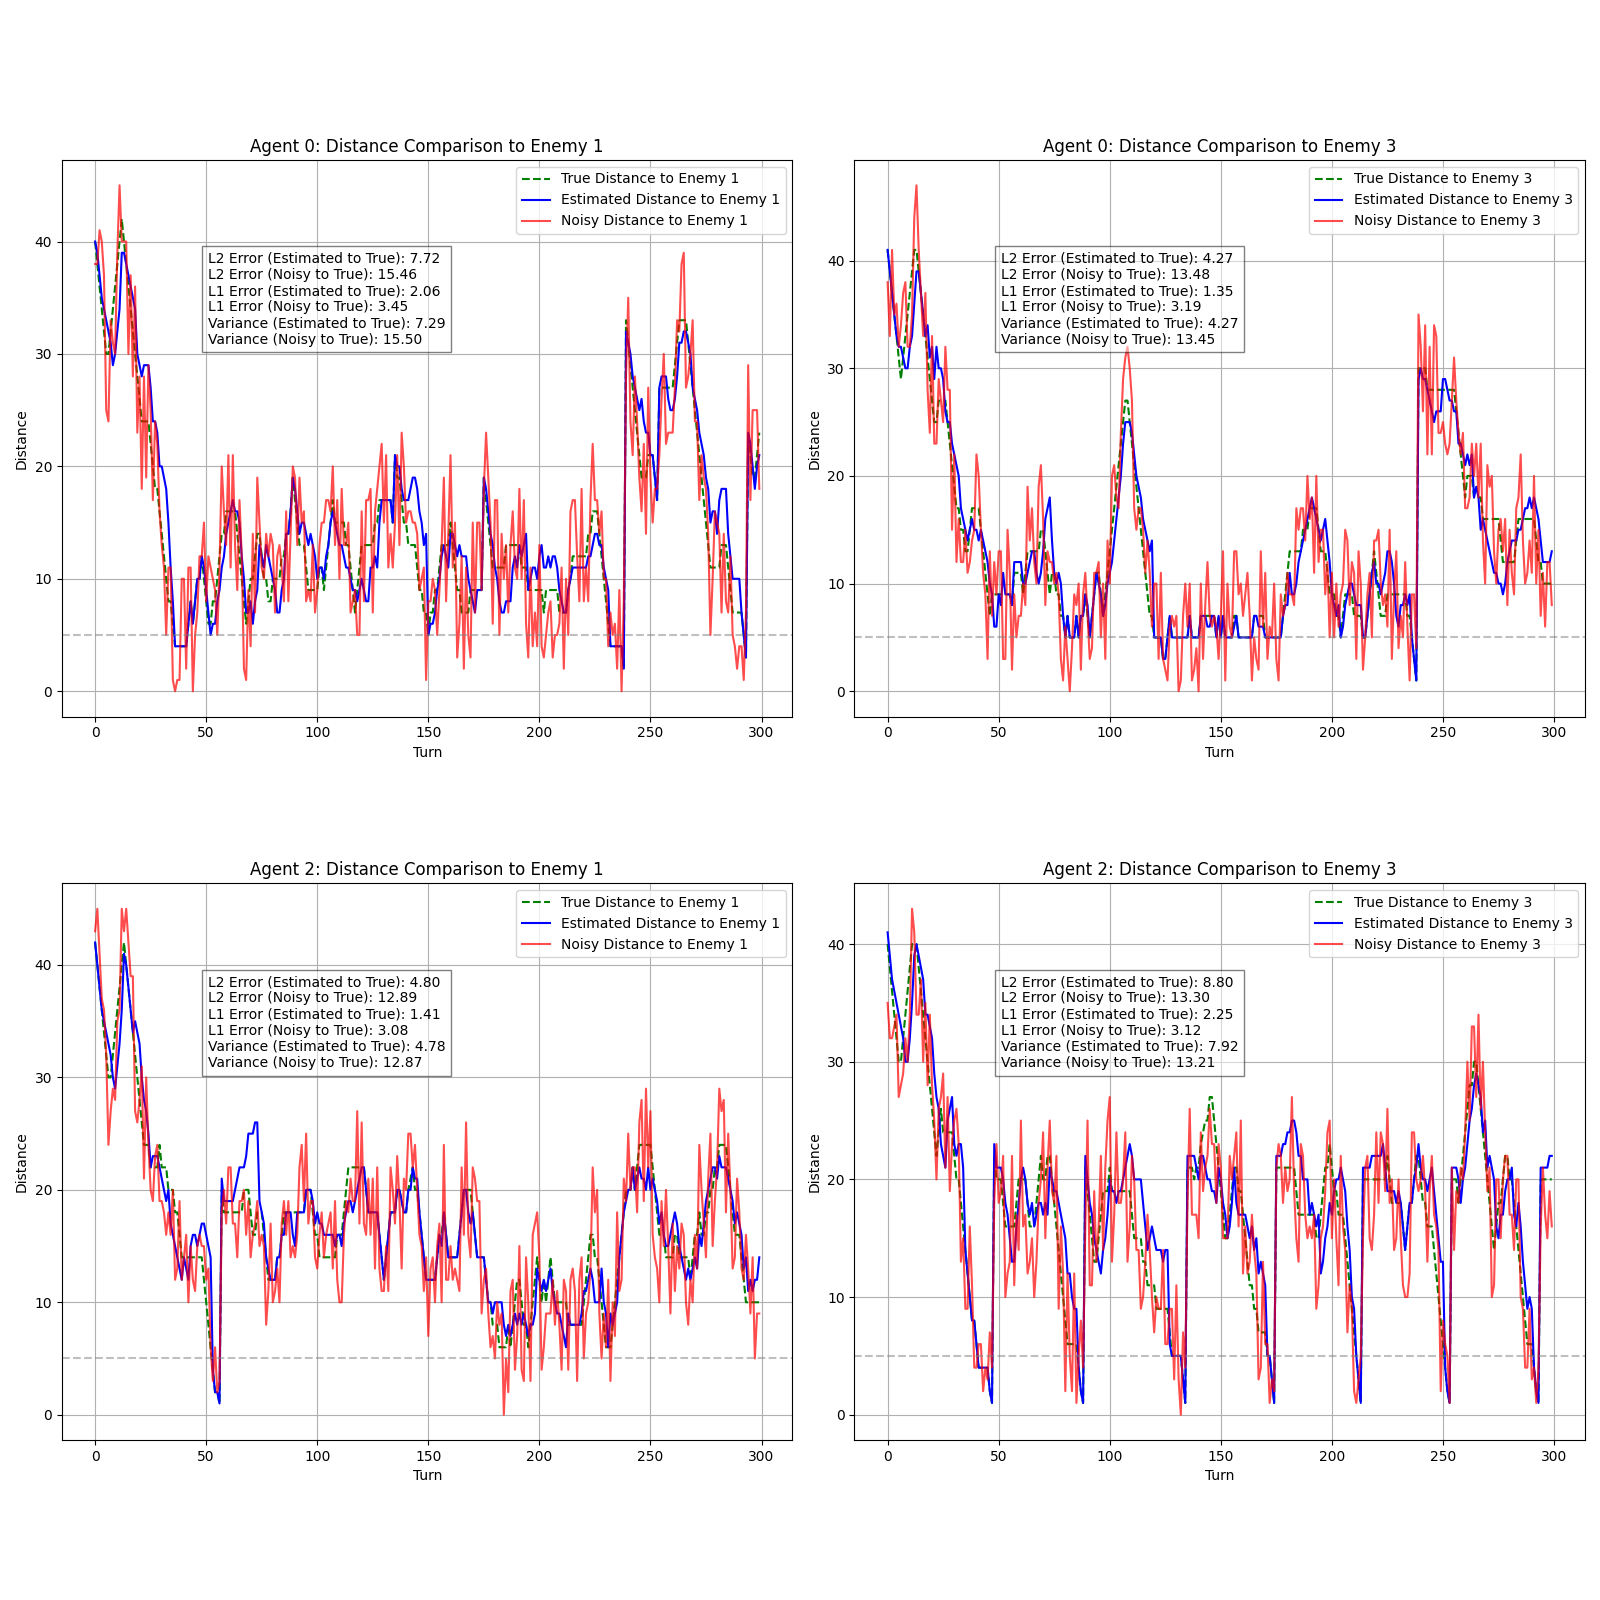 Agent 0: Distance Comparison to Enemy 1
True Distance to Enemy 1
Estimated Distance to Enemy 1
Noisy Distance to Enemy 1
L2 Error (Estimated to True): 7.72
L2 Error (Noisy to True): 15.46
L1 Error (Estimated to True): 2.06
L1 Error (Noisy to True): 3.45
Variance (Estimated to True): 7.29
Variance (Noisy to True): 15.50
Distance
40
30
20
10
0
0 50 100 150 200 250 300
Turn
Agent 0: Distance Comparison to Enemy 3
True Distance to Enemy 3
Estimated Distance to Enemy 3
Noisy Distance to Enemy 3
L2 Error (Estimated to True): 4.27
L2 Error (Noisy to True): 13.48
L1 Error (Estimated to True): 1.35
L1 Error (Noisy to True): 3.19
Variance (Estimated to True): 4.27
Variance (Noisy to True): 13.45
Distance
40
30
20
10
0
0 50 100 150 200 250 300
Turn
Agent 2: Distance Comparison to Enemy 1
True Distance to Enemy 1
Estimated Distance to Enemy 1
Noisy Distance to Enemy 1
L2 Error (Estimated to True): 4.80
L2 Error (Noisy to True): 12.89
L1 Error (Estimated to True): 1.41
L1 Error (Noisy to True): 3.08
Variance (Estimated to True): 4.78
Variance (Noisy to True): 12.87
Distance
40
30
20
10
0
0 50 100 150 200 250 300
Turn
Agent 2: Distance Comparison to Enemy 3
True Distance to Enemy 3
Estimated Distance to Enemy 3
Noisy Distance to Enemy 3
L2 Error (Estimated to True): 8.80
L2 Error (Noisy to True): 13.30
L1 Error (Estimated to True): 2.25
L1 Error (Noisy to True): 3.12
Variance (Estimated to True): 7.92
Variance (Noisy to True): 13.21
Distance
40
30
20
10
0
0 50 100 150 200 250 300
Turn